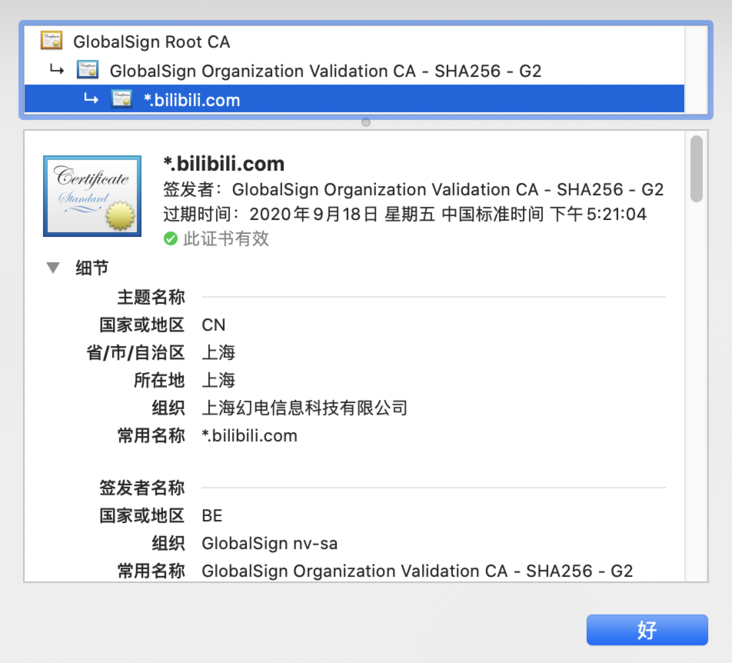 GlobalSign Root CA
GlobalSign Organization Validation CA - SHA256 - G2
*.bilibili.com
Certificate
Standard
*.bilibili.com
签发者：GlobalSign Organization Validation CA - SHA256 - G2
过期时间：2020年9月18日 星期五 中国标准时间 下午5:21:04
此证书有效
细节
主题名称
国家或地区 CN
省/市/自治区 上海
所在地 上海
组织 上海幻电信息科技有限公司
常用名称 *.bilibili.com
签发者名称
国家或地区 BE
组织 GlobalSign nv-sa
常用名称 GlobalSign Organization Validation CA - SHA256 - G2
好